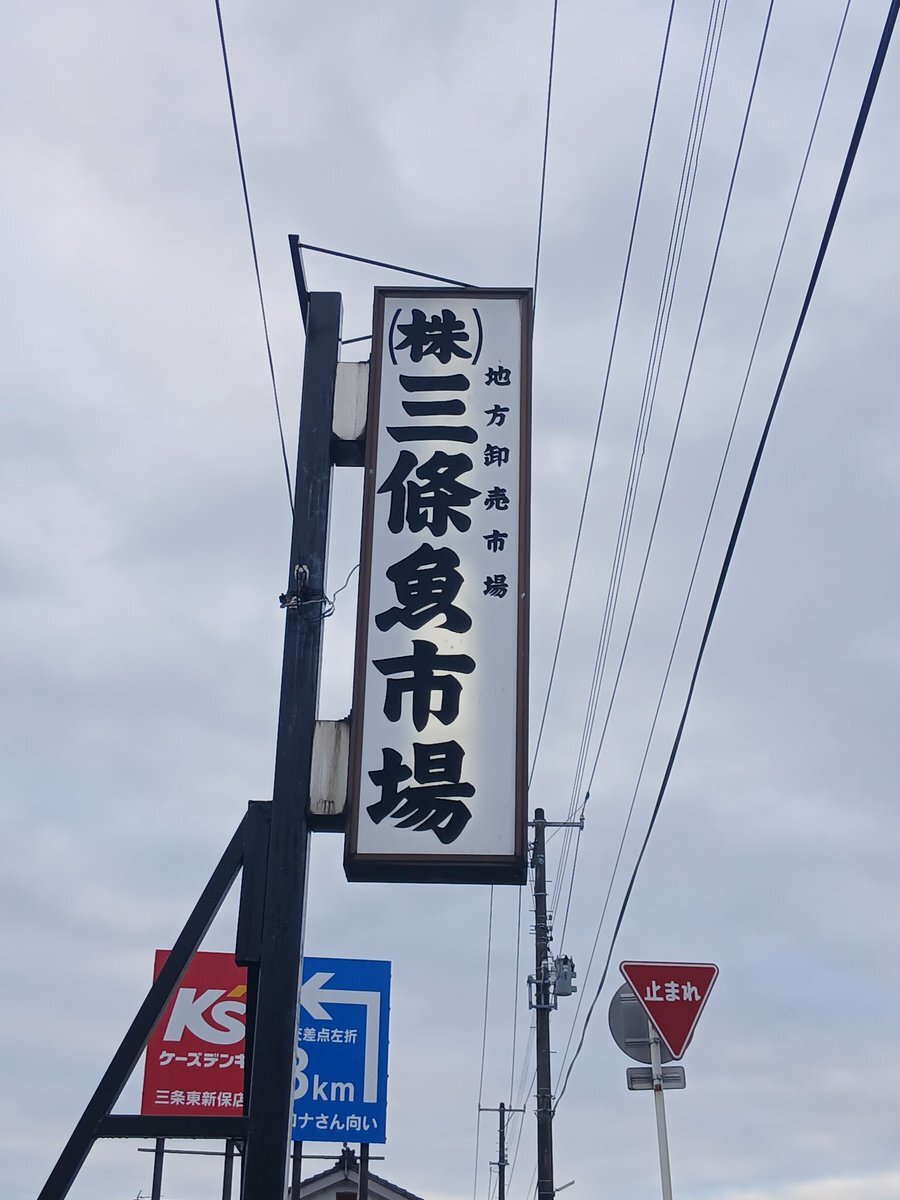 地方卸売市場
(株)三條魚市場
K's
ケーズデンキ
三条東新保店
交差点左折
3km
ロナさん向い
止まれ